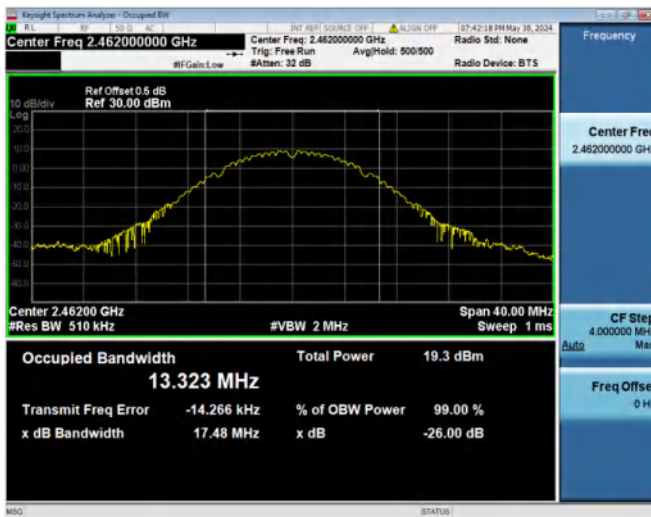 Keysight Spectrum Analyzer - Occupied BW
RL RF 50 Ω AC INT REF SOURCE OFF ALIGN OFF 07:42:18 PM May 30, 2024
Center Freq 2.462000000 GHz
Center Freq: 2.462000000 GHz
Radio Std: None
Trig: Free Run Avg|Hold: 500/500
#IFGain:Low
#Atten: 32 dB
Radio Device: BTS
Ref Offset 0.5 dB
10 dB/div Ref 30.00 dBm
Log
20.0
10.0
0.00
-10.0
-20.0
-30.0
-40.0
-50.0
-60.0
Center 2.46200 GHz
Span 40.00 MHz
#Res BW 510 kHz
#VBW 2 MHz
Sweep 1 ms
Occupied Bandwidth
13.323 MHz
Total Power 19.3 dBm
Transmit Freq Error -14.266 kHz
% of OBW Power 99.00 %
x dB Bandwidth 17.48 MHz
x dB -26.00 dB
MSG
STATUS
Frequency
Center Freq
2.462000000 GH
CF Step
4.000000 MH
Auto Ma
Freq Offse
0 H